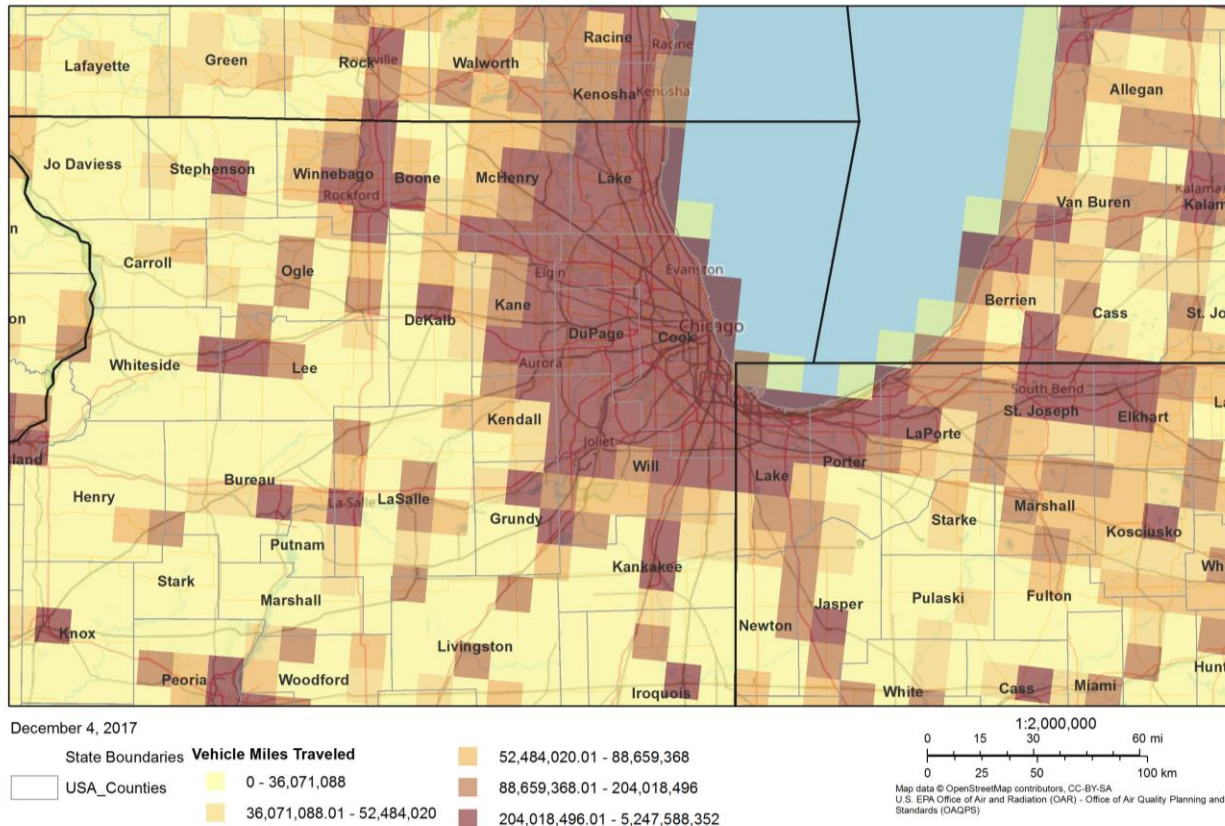 Racine
Racine
Lafayette
Green
Rock
Walworth
Kenosha
Kenosha
Allegan
Jo Daviess
Stephenson
Winnebago
Boone
McHenry
Lake
Rockford
Van Buren
Kalam
Carroll
Ogle
Elgin
Evanston
Kane
Berrien
Cass
St. Jo
DeKalb
DuPage
Chicago
Cook
Whiteside
Lee
Aurora
South Bend
St. Joseph
Elkhart
Kendall
Joliet
LaPorte
Will
Porter
Lake
Bureau
La Salle
LaSalle
Henry
Grundy
Starke
Marshall
Kosciusko
Putnam
Kankakee
Stark
Marshall
Jasper
Pulaski
Fulton
Newton
Knox
Livingston
Peoria
Woodford
Iroquois
White
Cass
Miami
Hunt
December 4, 2017
State Boundaries
USA_Counties
Vehicle Miles Traveled
0 - 36,071,088
36,071,088.01 - 52,484,020
52,484,020.01 - 88,659,368
88,659,368.01 - 204,018,496
204,018,496.01 - 5,247,588,352
1:2,000,000
0 15 30 60 mi
0 25 50 100 km
Map data © OpenStreetMap contributors, CC-BY-SA
U.S. EPA Office of Air and Radiation (OAR) - Office of Air Quality Planning and
Standards (OAQPS)